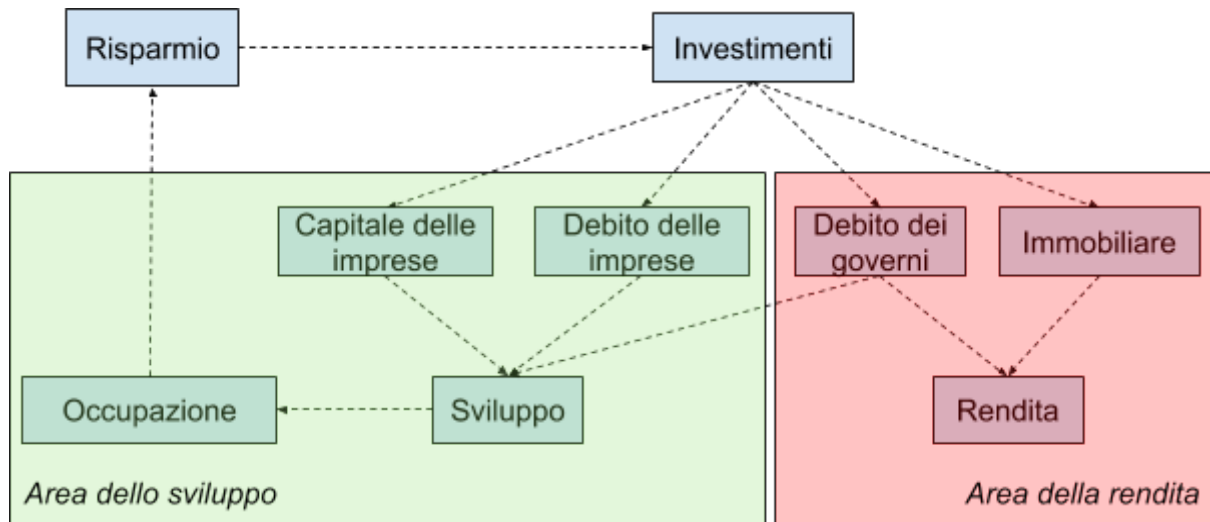 Risparmio
Investimenti
Capitale delle
imprese
Debito delle
imprese
Debito dei
governi
Immobiliare
Occupazione
Sviluppo
Rendita
Area dello sviluppo
Area della rendita